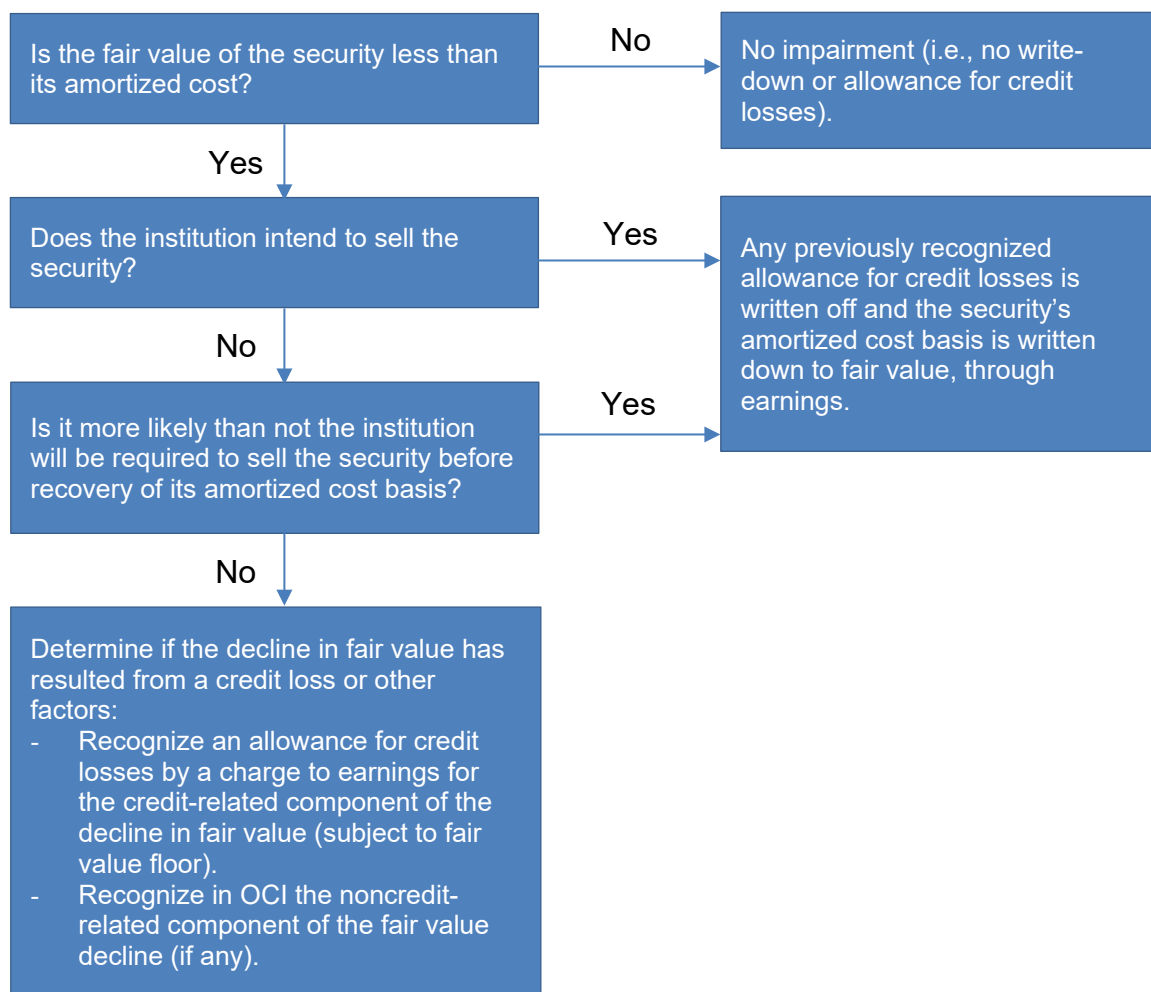 Is the fair value of the security less than
its amortized cost?
No
No impairment (i.e., no write-
down or allowance for credit
losses).
Yes
Does the institution intend to sell the
security?
Yes
Any previously recognized
allowance for credit losses is
written off and the security’s
amortized cost basis is written
down to fair value, through
earnings.
No
Is it more likely than not the institution
will be required to sell the security before
recovery of its amortized cost basis?
Yes
No
Determine if the decline in fair value has
resulted from a credit loss or other
factors:
- Recognize an allowance for credit
losses by a charge to earnings for
the credit-related component of the
decline in fair value (subject to fair
value floor).
- Recognize in OCI the noncredit-
related component of the fair value
decline (if any).